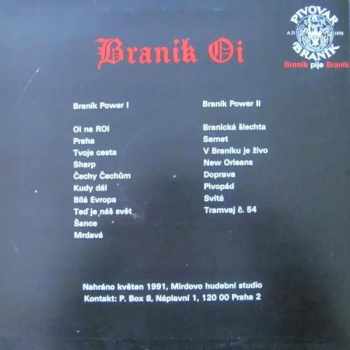 PIVOVAR
A.D. 1898
BRANÍK
Braník pije Braník
Braník Oi
Braník Power I
Oi na ROI
Praha
Tvoje cesta
Sharp
Čechy Čechům
Kudy dál
Bílá Evropa
Teď je náš svět
Šance
Mrdavé
Braník Power II
Branická šlechta
Samet
V Braníku je živo
New Orleans
Doprava
Pivopád
Svítá
Tramvaj č. 54
Nahráno květen 1991, Mirdovo hudební studio
Kontakt: P. Box 8, Náplavní 1, 120 00 Praha 2